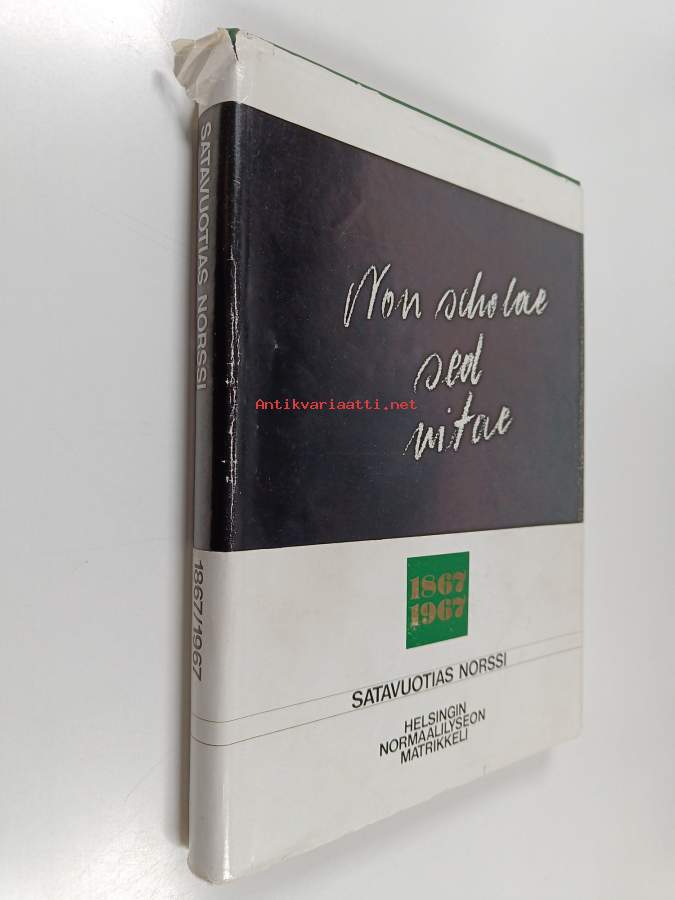 SATAVUOTIAS NORSSI
1867/1967
Non scholae
sed
vitae
Antikvariaatti.net
1867
1967
SATAVUOTIAS NORSSI
HELSINGIN
NORMAALILYSEON
MATRIKKELI